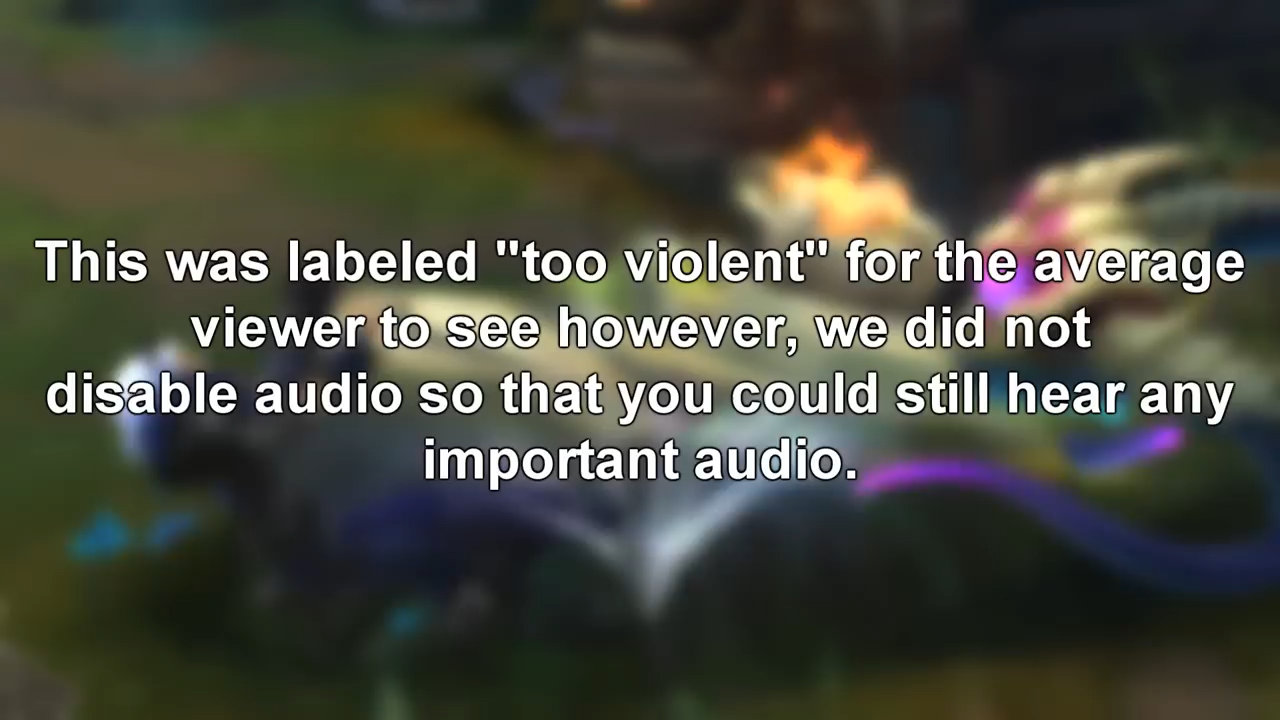 This was labeled "too violent" for the average
viewer to see however, we did not
disable audio so that you could still hear any
important audio.